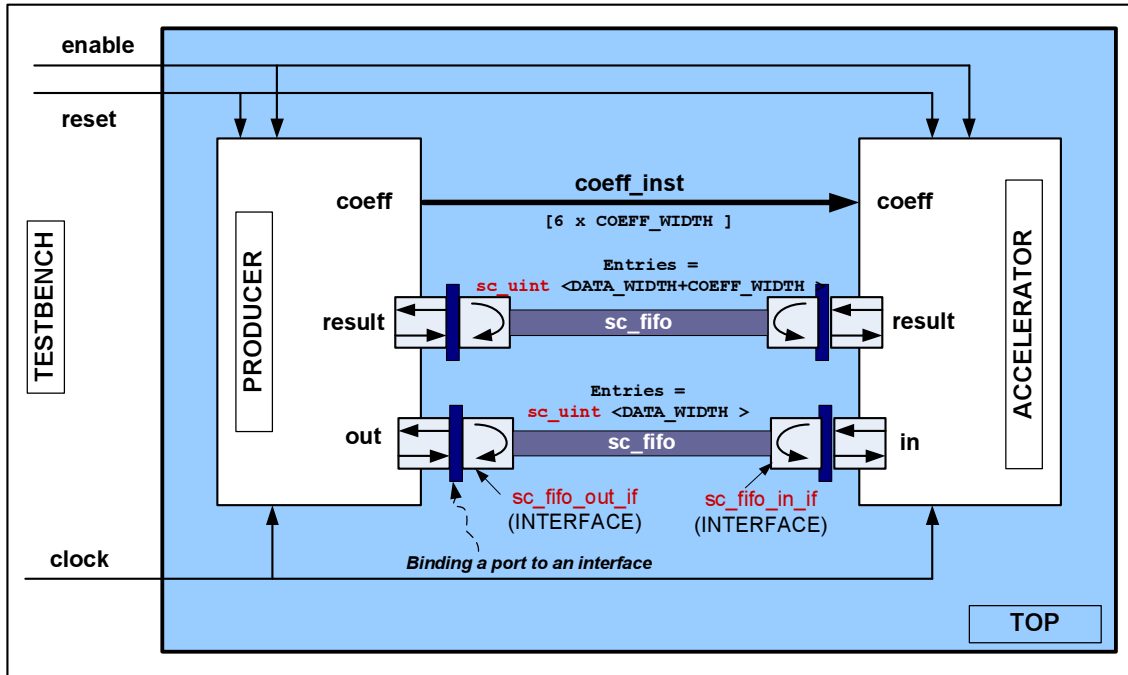 enable
reset
TESTBENCH
PRODUCER
coeff
coeff_inst
[6 x COEFF_WIDTH ]
coeff
ACCELERATOR
Entries =
sc_uint <DATA_WIDTH+COEFF_WIDTH >
result
sc_fifo
result
Entries =
sc_uint <DATA_WIDTH >
out
sc_fifo
in
sc_fifo_out_if
(INTERFACE)
sc_fifo_in_if
(INTERFACE)
clock
Binding a port to an interface
TOP